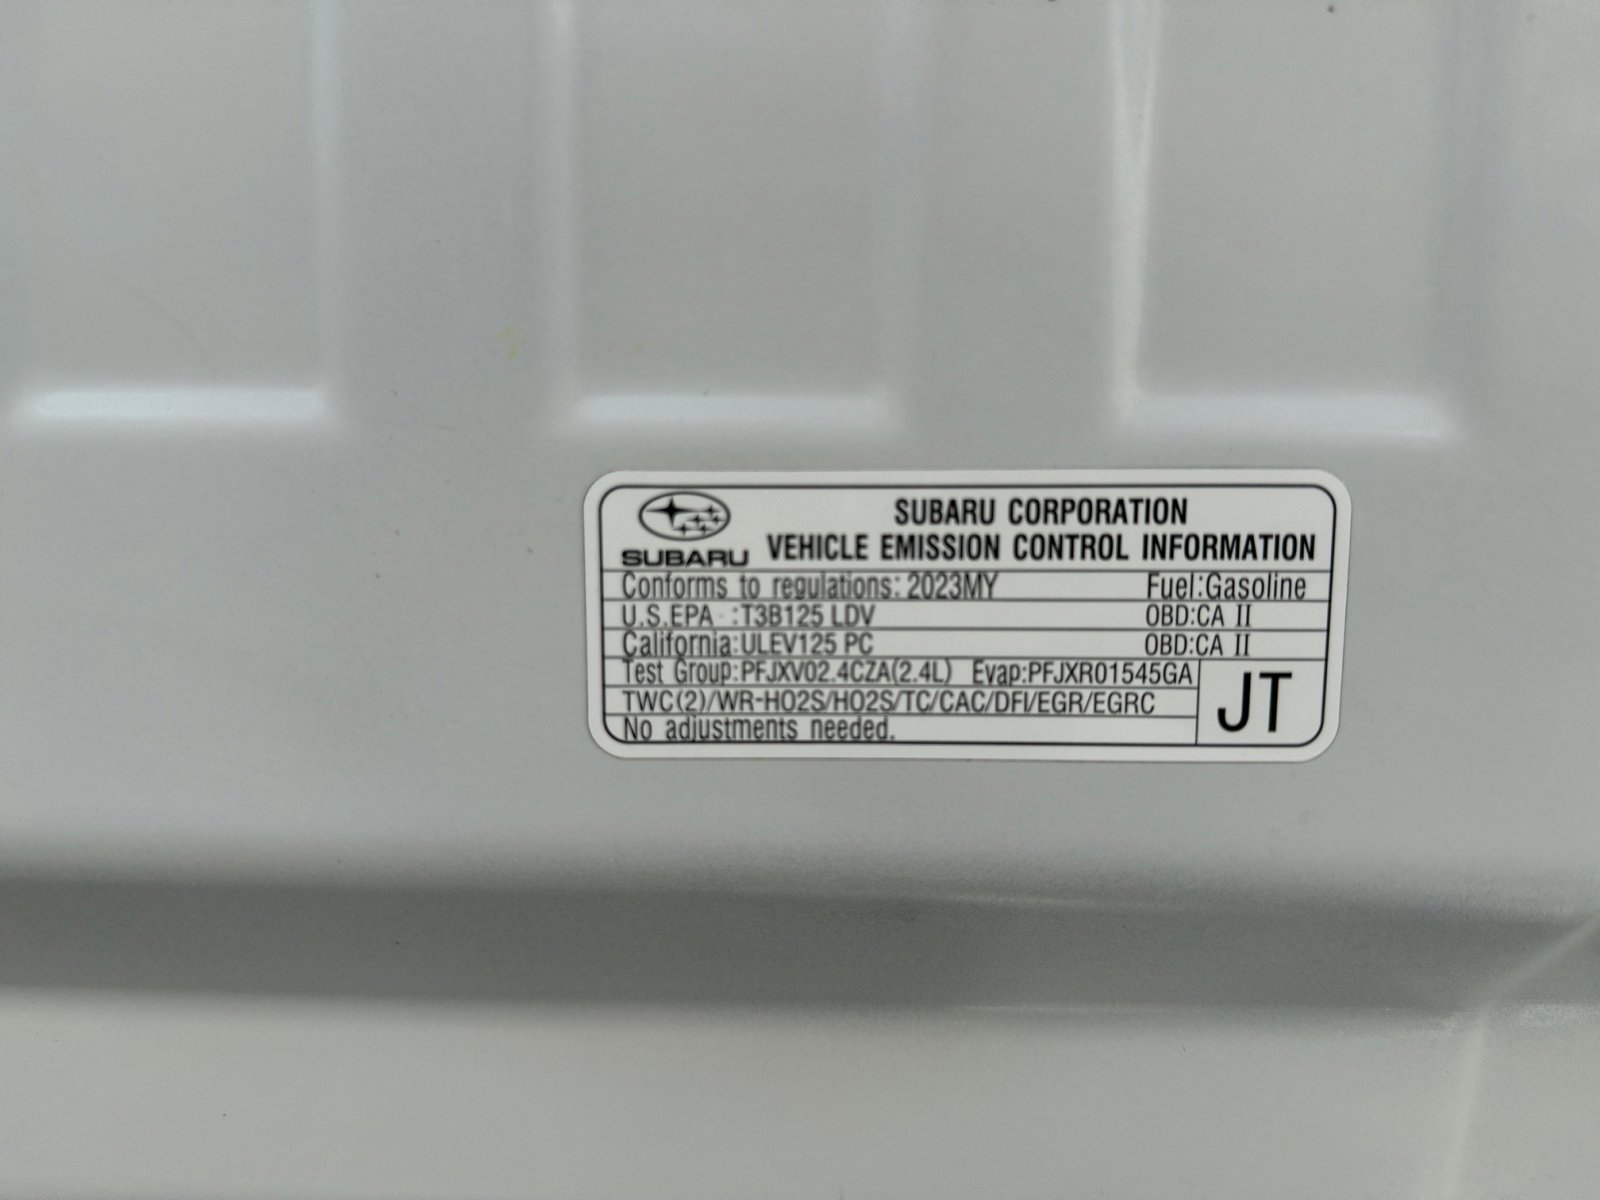 SUBARU CORPORATION
SUBARU VEHICLE EMISSION CONTROL INFORMATION
Conforms to regulations: 2023MY Fuel:Gasoline
U.S.EPA :T3B125 LDV OBD:CA II
California:ULEV125 PC OBD:CA II
Test Group:PFJXV02.4CZA(2.4L) Evap:PFJXR01545GA
TWC(2)/WR-HO2S/HO2S/TC/CAC/DFI/EGR/EGRC
No adjustments needed.
JT